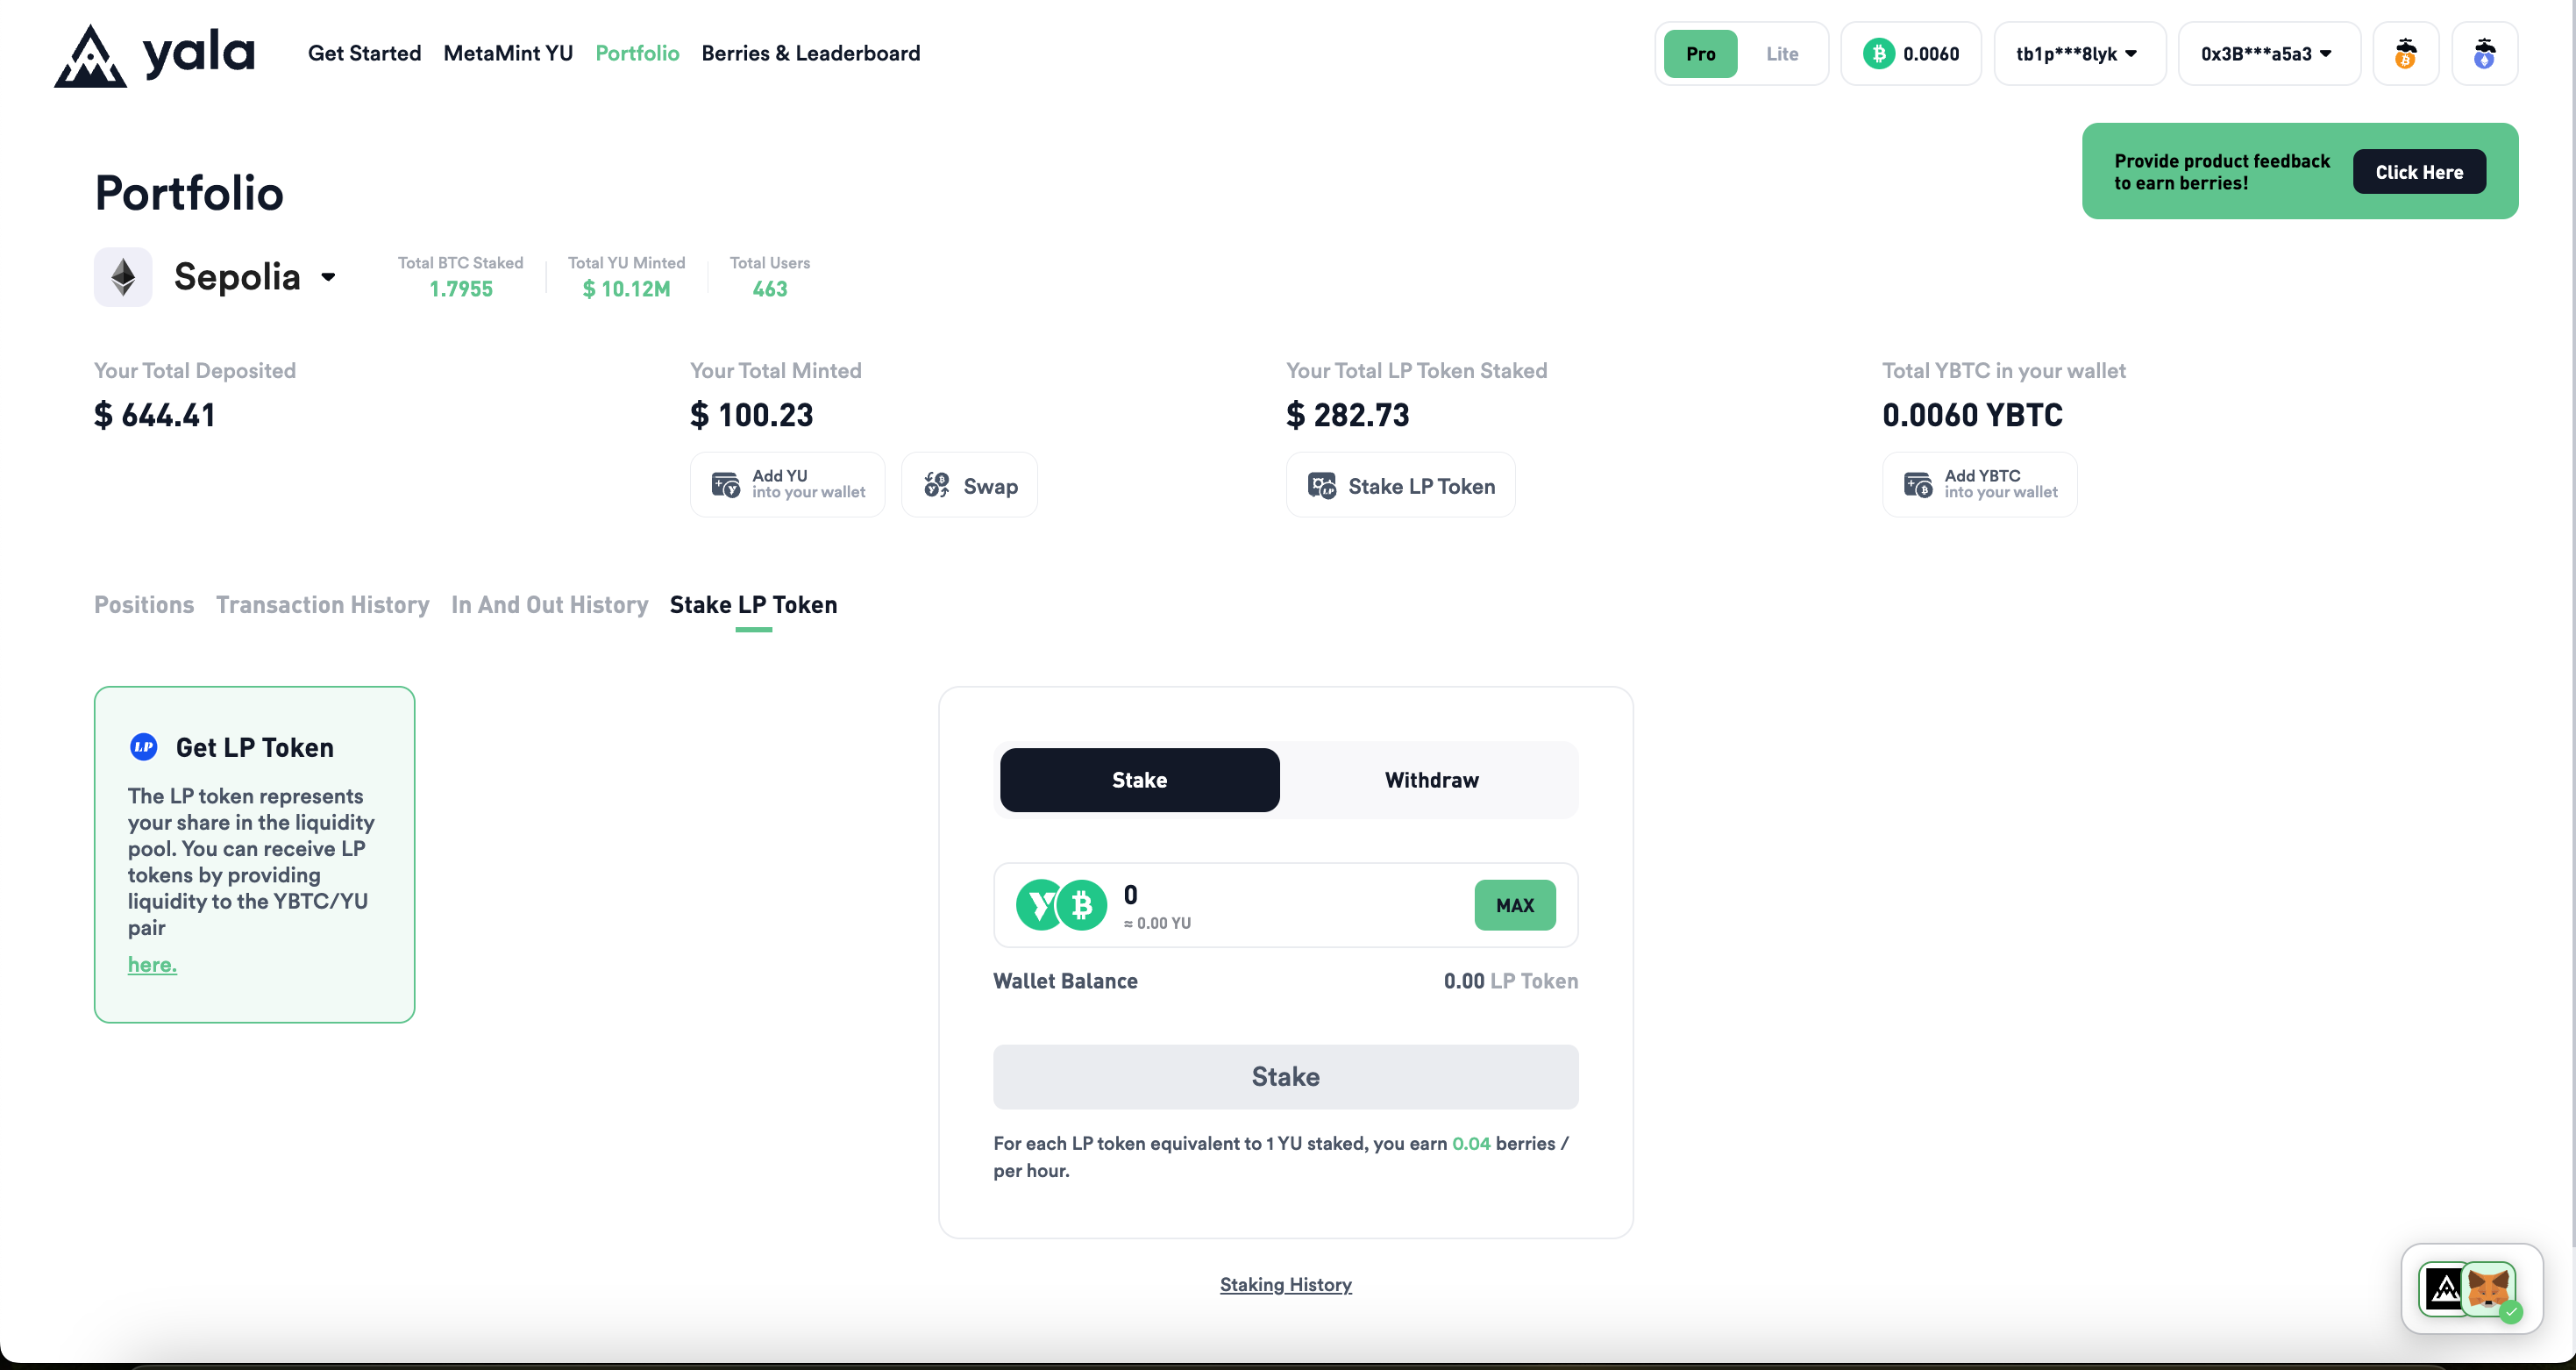 yala
Get Started
MetaMint YU
Portfolio
Berries & Leaderboard
Pro
Lite
0.0060
tb1p***8lyk
0x3B***a5a3
Provide product feedback
to earn berries!
Click Here
Portfolio
Sepolia
Total BTC Staked
1.7955
Total YU Minted
$ 10.12M
Total Users
463
Your Total Deposited
$ 644.41
Your Total Minted
$ 100.23
Add YU
into your wallet
Swap
Your Total LP Token Staked
$ 282.73
Stake LP Token
Total YBTC in your wallet
0.0060 YBTC
Add YBTC
into your wallet
Positions
Transaction History
In And Out History
Stake LP Token
LP
Get LP Token
The LP token represents
your share in the liquidity
pool. You can receive LP
tokens by providing
liquidity to the YBTC/YU
pair
here.
Stake
Withdraw
0
≈ 0.00 YU
MAX
Wallet Balance
0.00 LP Token
Stake
For each LP token equivalent to 1 YU staked, you earn 0.04 berries /
per hour.
Staking History